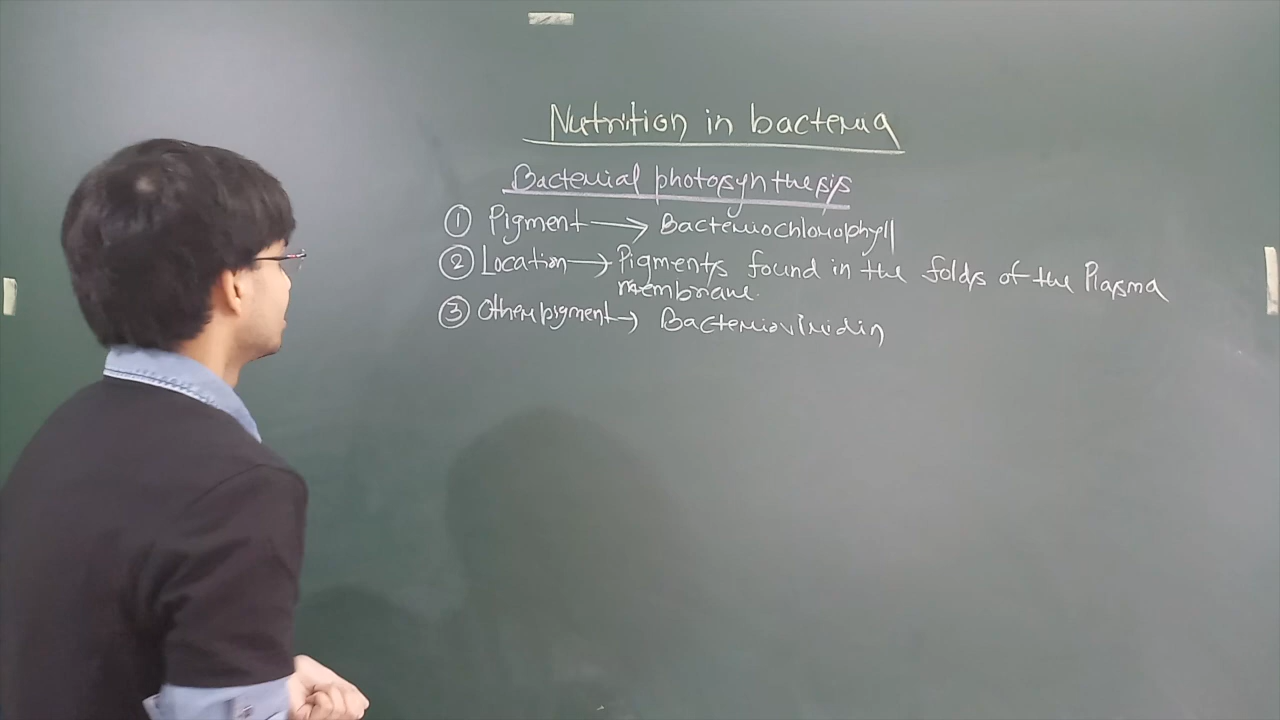 Nutrition in bacteria
Bacterial photosynthesis
① Pigment → Bacteriochlorophyll
② Location → Pigments found in the folds of the Plasma
membrane.
③ Other pigment → Bacterioviridin